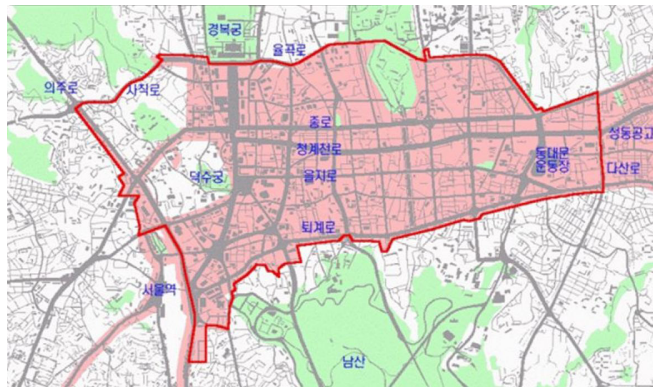 경복궁
율곡로
의주로
사직로
종로
성동공고
청계천로
동대문
운동장
덕수궁
을지로
다산로
퇴계로
서울역
남산